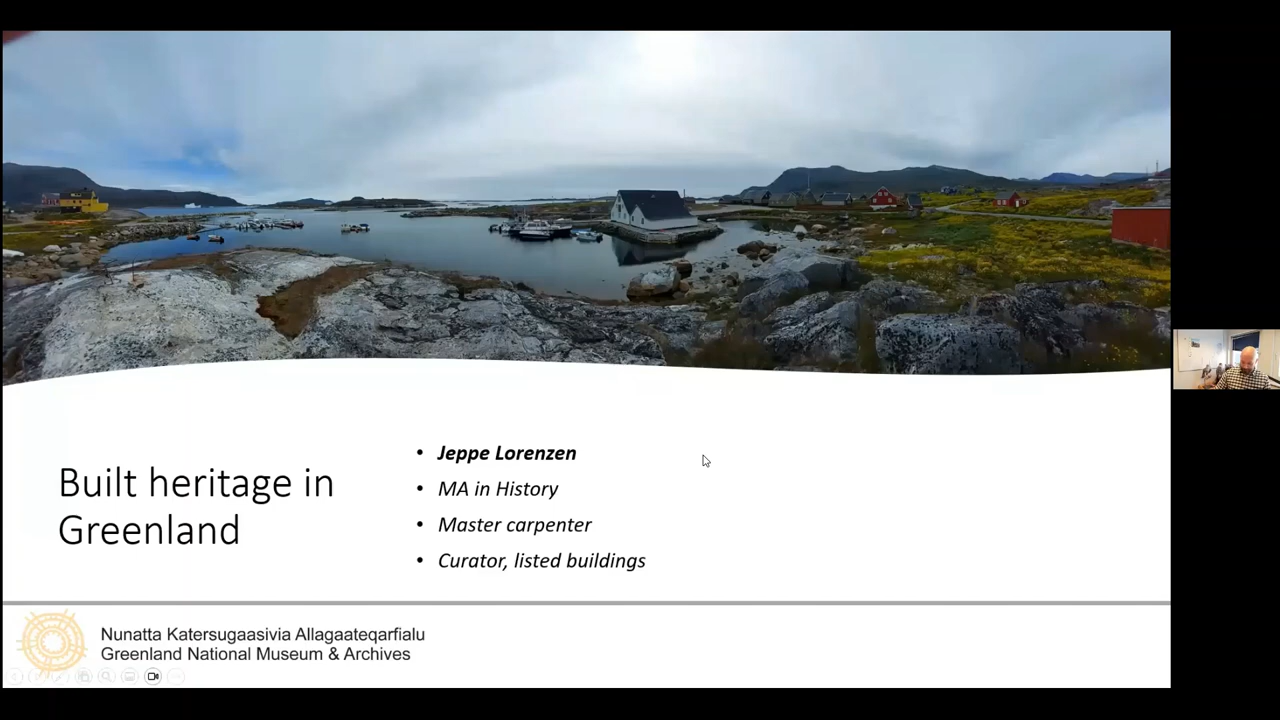 Built heritage in
Greenland
• Jeppe Lorenzen
• MA in History
• Master carpenter
• Curator, listed buildings
Nunatta Katersugaasivia Allagaateqarfialu
Greenland National Museum & Archives